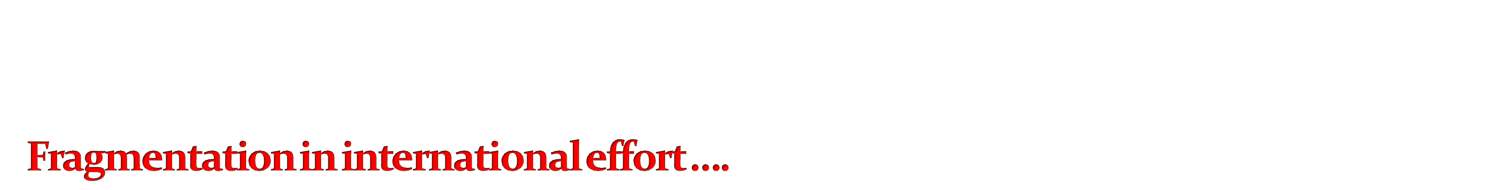 Fragmentation in international effort ....